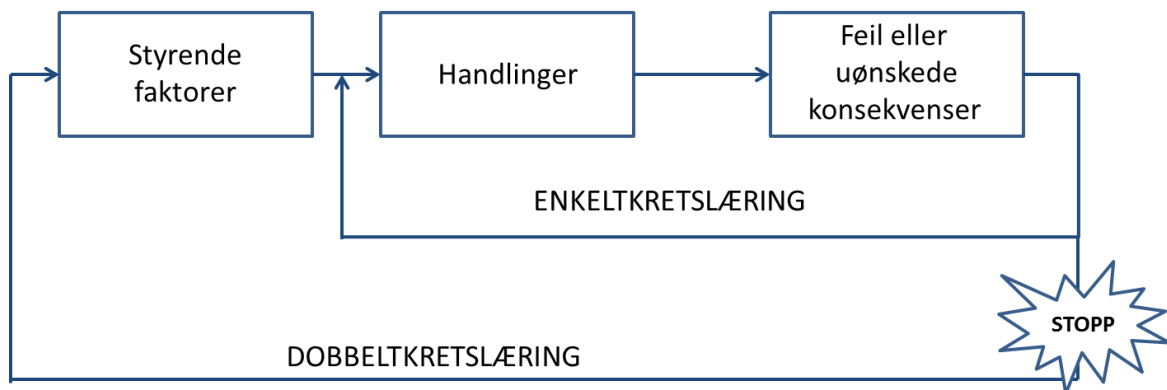 Styrende
faktorer
Handlinger
Feil eller
uønskede
konsekvenser
ENKELTKRETSLÆRING
STOPP
DOBBELTKRETSLÆRING